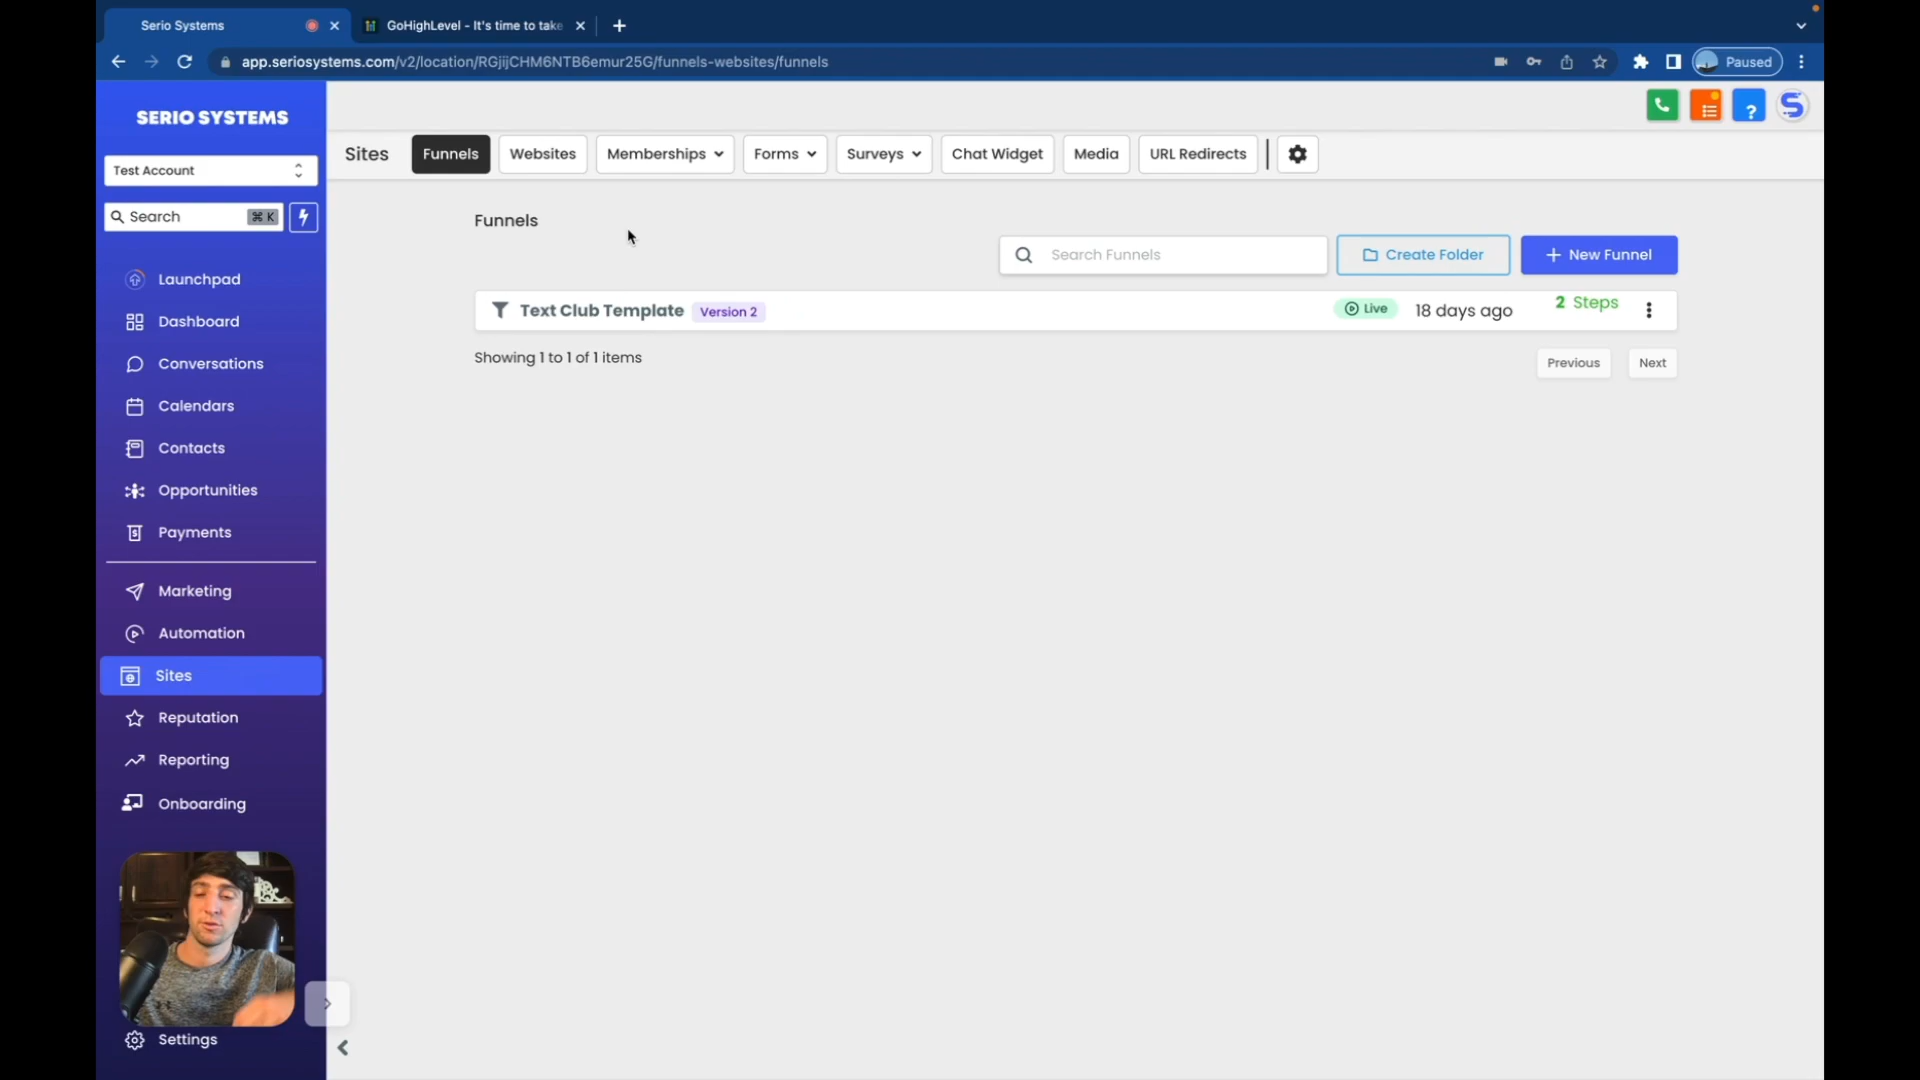 Serio Systems
GoHighLevel - It's time to take
app.seriosystems.com/v2/location/RGjijCHM6NTB6emur25G/funnels-websites/funnels
Paused
SERIO SYSTEMS
Test Account
Search ⌘ K
Launchpad
Dashboard
Conversations
Calendars
Contacts
Opportunities
Payments
Marketing
Automation
Sites
Reputation
Reporting
Onboarding
Settings
Sites Funnels Websites Memberships Forms Surveys Chat Widget Media URL Redirects
Funnels
Search Funnels
Create Folder
+ New Funnel
Text Club Template Version 2 Live 18 days ago 2 Steps
Showing 1 to 1 of 1 items
Previous Next